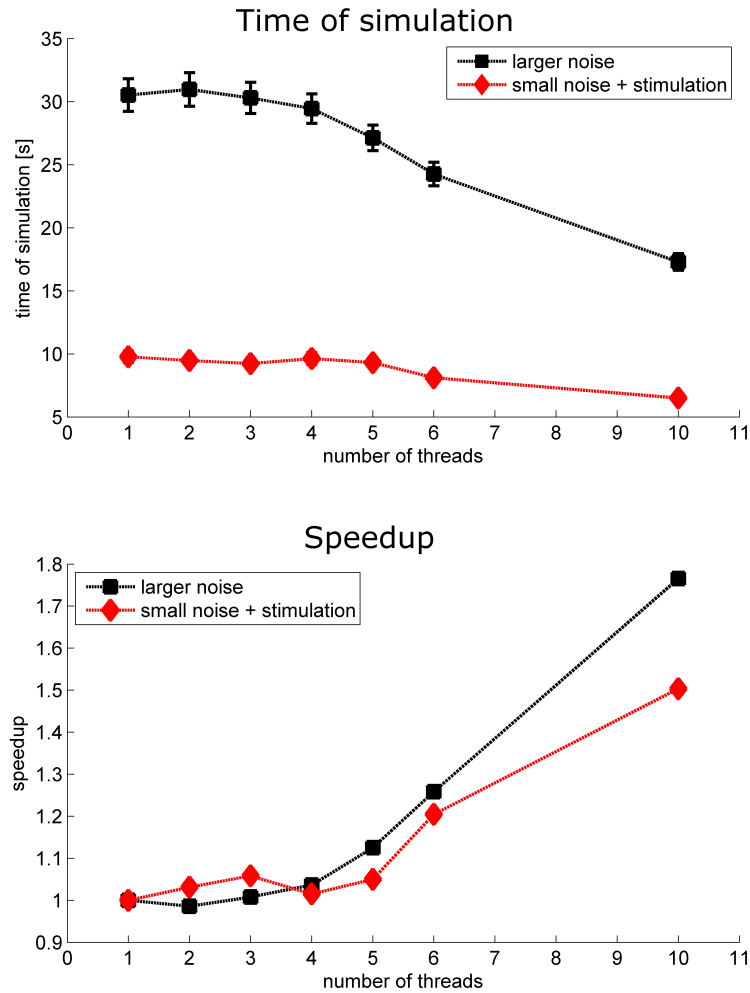 Time of simulation
35
30
25
20
15
10
5
time of simulation [s]
larger noise
small noise + stimulation
0 1 2 3 4 5 6 7 8 9 10 11
number of threads
Speedup
1.8
1.7
1.6
1.5
1.4
1.3
1.2
1.1
1
0.9
speedup
larger noise
small noise + stimulation
0 1 2 3 4 5 6 7 8 9 10 11
number of threads